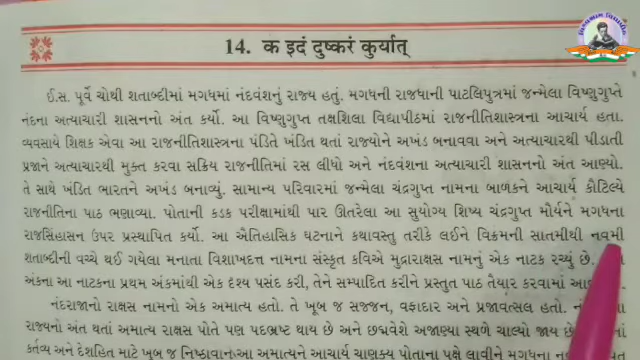 14. क इदं दुष्करं कुर्यात्
ઈ.સ. પૂર્વે ચોથી શતાબ્દીમાં મગધમાં નંદવંશનું રાજ્ય હતું. મગધની રાજધાની પાટલિપુત્રમાં જન્મેલા વિષ્ણુગુપ્તે
નંદના અત્યાચારી શાસનનો અંત કર્યો. આ વિષ્ણુગુપ્ત તક્ષશિલા વિદ્યાપીઠમાં રાજનીતિશાસ્ત્રના આચાર્ય હતા.
વ્યવસાયે શિક્ષક એવા આ રાજનીતિશાસ્ત્રના પંડિતે ખંડિત થતાં રાજ્યોને અખંડ બનાવવા અને અત્યાચારથી પીડાતી
પ્રજાને અત્યાચારથી મુક્ત કરવા સક્રિય રાજનીતિમાં રસ લીધો અને નંદવંશના અત્યાચારી શાસનનો અંત આણ્યો.
તે સાથે ખંડિત ભારતને અખંડ બનાવ્યું. સામાન્ય પરિવારમાં જન્મેલા ચંદ્રગુપ્ત નામના બાળકને આચાર્ય કૌટિલ્યે
રાજનીતિના પાઠ ભણાવ્યા. પોતાની કડક પરીક્ષામાંથી પાર ઊતરેલા આ સુયોગ્ય શિષ્ય ચંદ્રગુપ્ત મૌર્યને મગધના
રાજસિંહાસન ઉપર પ્રસ્થાપિત કર્યો. આ ઐતિહાસિક ઘટનાને કથાવસ્તુ તરીકે લઈને વિક્રમની સાતમીથી નવમી
શતાબ્દીની વચ્ચે થઈ ગયેલા મનાતા વિશાખદત્ત નામના સંસ્કૃત કવિએ મુદ્રારાક્ષસ નામનું એક નાટક રચ્યું છે.
અંકના આ નાટકના પ્રથમ અંકમાંથી એક દૃશ્ય પસંદ કરી, તેને સમ્પાદિત કરીને પ્રસ્તુત પાઠ તૈયાર કરવામાં
નંદરાજાનો રાક્ષસ નામનો એક અમાત્ય હતો. તે ખૂબ જ સજ્જન, વફાદાર અને પ્રજાવત્સલ હતો.
રાજ્યનો અંત થતાં અમાત્ય રાક્ષસ પોતે પણ પદભ્રષ્ટ થાય છે અને છદ્મવેશે અજાણ્યા સ્થળે ચાલ્યો જાય છે.
કર્તવ્ય અને દેશહિત માટે ખૂબ જ નિષ્ઠાવાન આ અમાત્યને આચાર્ય ચાણક્ય પોતાના પક્ષે લાવીને મગધના